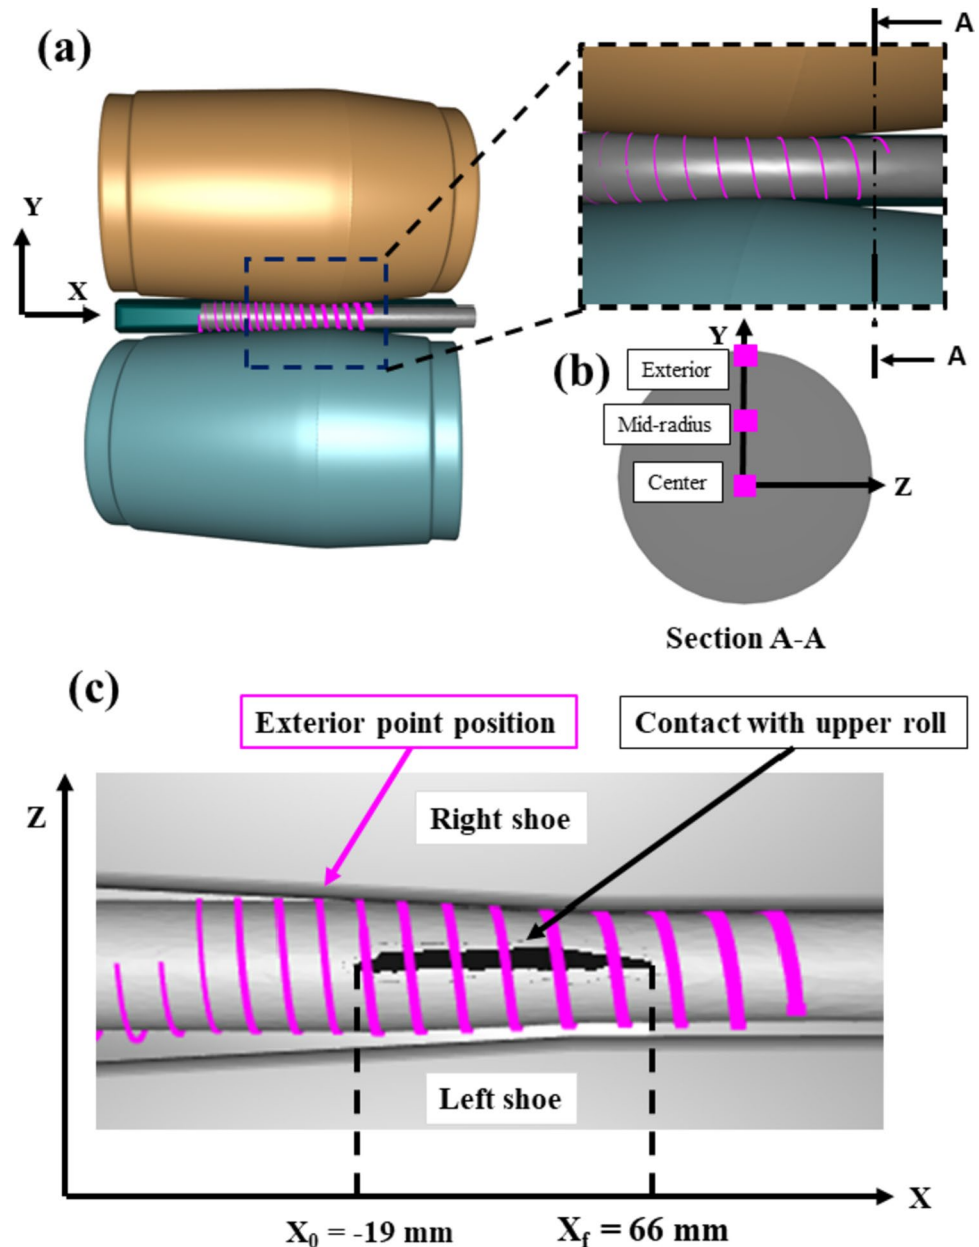 (a)
A
Y
X
A
Y
(b)
Exterior
Mid-radius
Center
Z
Section A-A
(c)
Exterior point position
Contact with upper roll
Z
Right shoe
Left shoe
X
X₀ = -19 mm
X_f = 66 mm